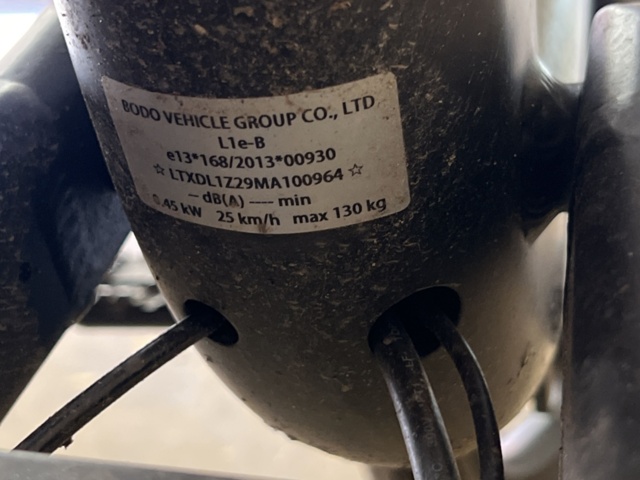 BODO VEHICLE GROUP CO., LTD
L1e-B
e13*168/2013*00930
☆ LTXDL1Z29MA100964 ☆
-- dB(A) ---- min
0.45 kW 25 km/h max 130 kg